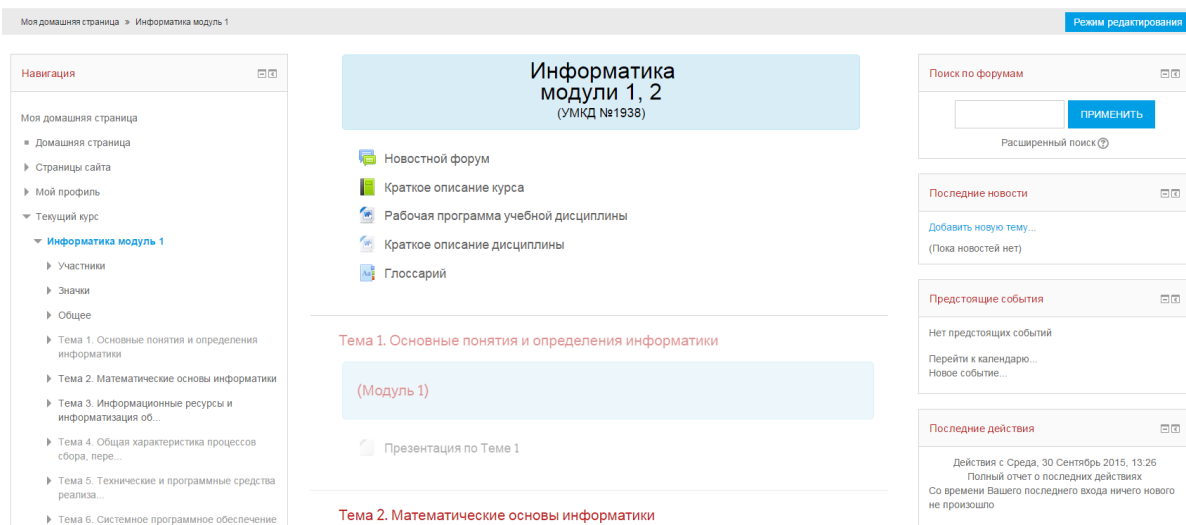 Моя домашняя страница » Информатика модуль 1
Режим редактирования
Навигация
Моя домашняя страница
Домашняя страница
Страницы сайта
Мой профиль
Текущий курс
Информатика модуль 1
Участники
Значки
Общее
Тема 1. Основные понятия и определения
информатики
Тема 2. Математические основы информатики
Тема 3. Информационные ресурсы и
информатизация об...
Тема 4. Общая характеристика процессов
сбора, пере...
Тема 5. Технические и программные средства
реализа...
Тема 6. Системное программное обеспечение
Информатика
модули 1, 2
(УМКД №1938)
Новостной форум
Краткое описание курса
Рабочая программа учебной дисциплины
Краткое описание дисциплины
Глоссарий
Тема 1. Основные понятия и определения информатики
(Модуль 1)
Презентация по Теме 1
Тема 2. Математические основы информатики
Поиск по форумам
ПРИМЕНИТЬ
Расширенный поиск
Последние новости
Добавить новую тему...
(Пока новостей нет)
Предстоящие события
Нет предстоящих событий
Перейти к календарю...
Новое событие...
Последние действия
Действия с Среда, 30 Сентябрь 2015, 13:26
Полный отчет о последних действиях
Со времени Вашего последнего входа ничего нового
не произошло